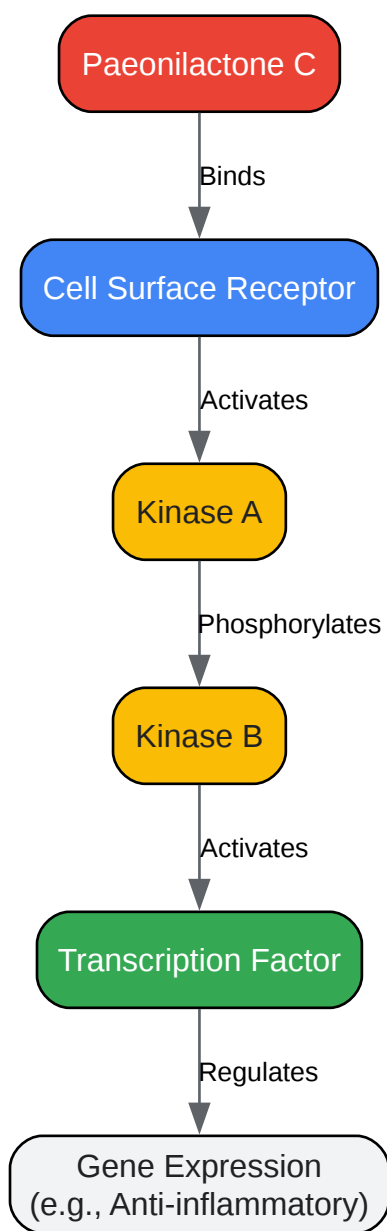 Paeonilactone C
Binds
Cell Surface Receptor
Activates
Kinase A
Phosphorylates
Kinase B
Activates
Transcription Factor
Regulates
Gene Expression
(e.g., Anti-inflammatory)